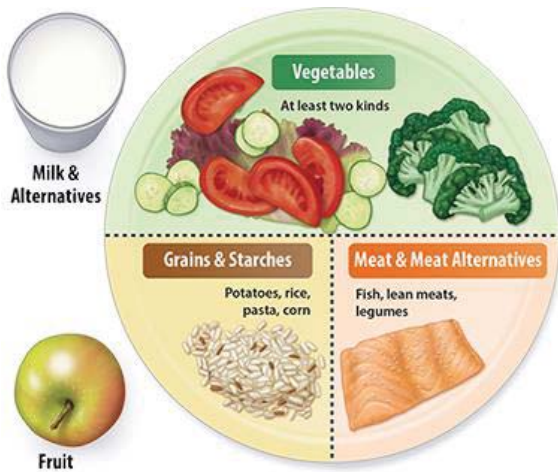 Vegetables
At least two kinds
Milk &
Alternatives
Grains & Starches
Potatoes, rice,
pasta, corn
Meat & Meat Alternatives
Fish, lean meats,
legumes
Fruit